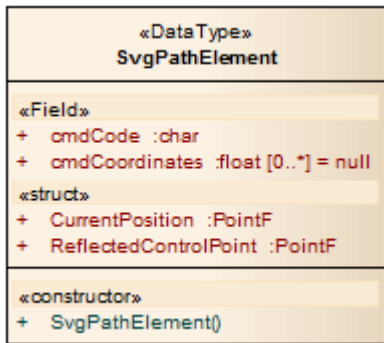 «DataType»
SvgPathElement
«Field»
+ cmdCode :char
+ cmdCoordinates :float [0..*] = null
«struct»
+ CurrentPosition :PointF
+ ReflectedControlPoint :PointF
«constructor»
+ SvgPathElement()